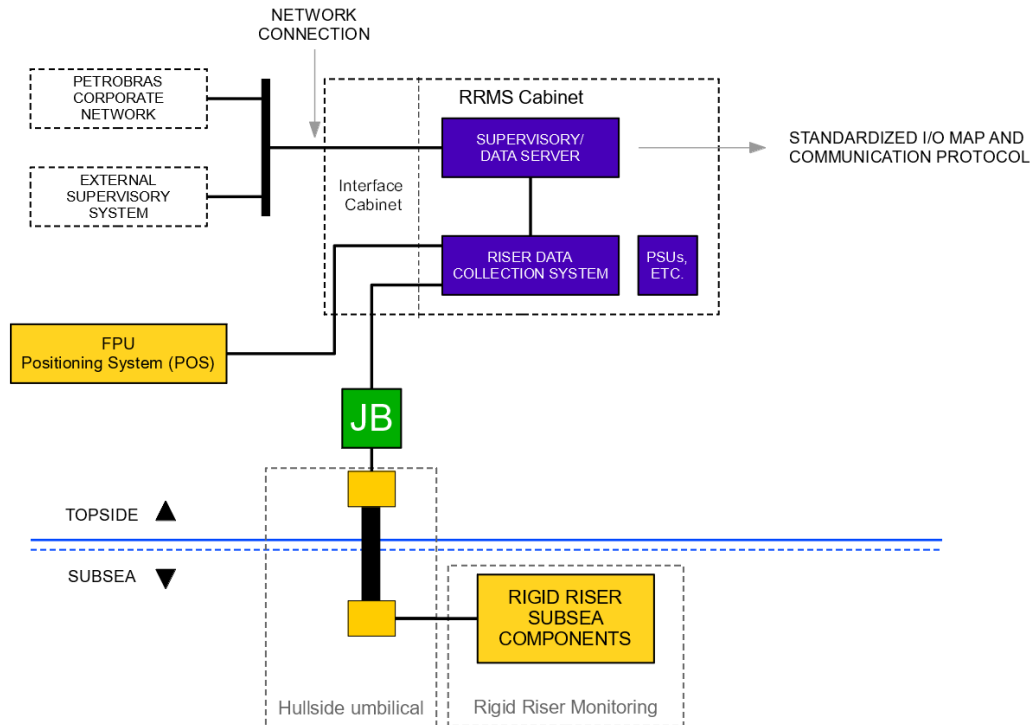 NETWORK
CONNECTION
PETROBRAS
CORPORATE
NETWORK
EXTERNAL
SUPERVISORY
SYSTEM
RRMS Cabinet
Interface
Cabinet
SUPERVISORY/
DATA SERVER
STANDARDIZED I/O MAP AND
COMMUNICATION PROTOCOL
RISER DATA
COLLECTION SYSTEM
PSUs,
ETC.
FPU
Positioning System (POS)
JB
TOPSIDE
SUBSEA
RIGID RISER
SUBSEA
COMPONENTS
Hullside umbilical
Rigid Riser Monitoring